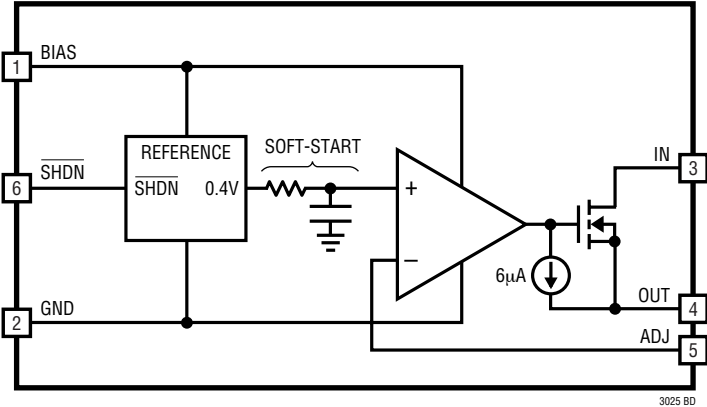 1
BIAS
6
SHDN
REFERENCE
SHDN 0.4V
SOFT-START
+
–
IN
3
6μA
2
GND
OUT
4
ADJ
5
3025 BD